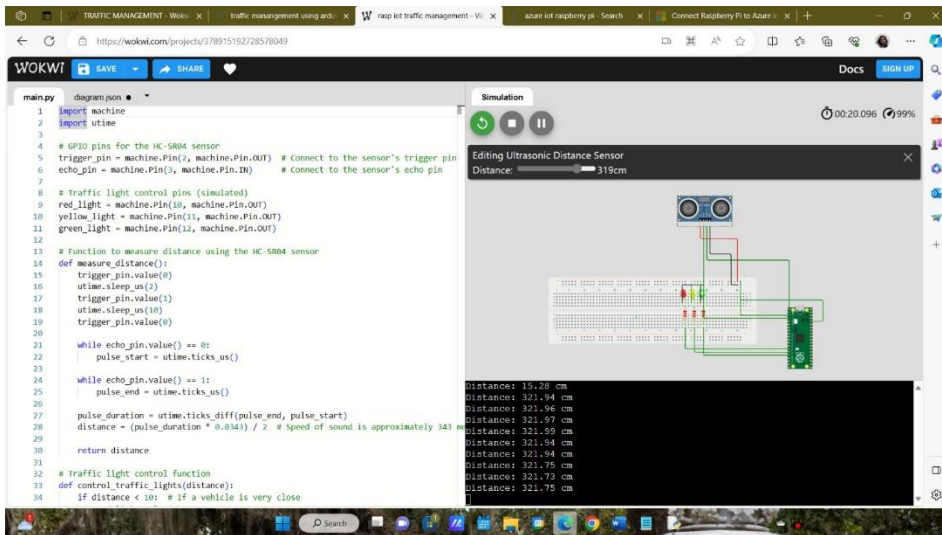 TRAFFIC MANAGEMENT - Wokw
traffic manangement using ardui
rasp iot traffic management - W
azure iot raspberry pi - Search
Connect Raspberry Pi to Azure Io
https://wokwi.com/projects/378915192728578049
WOKWI SAVE SHARE Docs SIGN UP
main.py diagram.json
Simulation
1 import machine
2 import utime
3
4 # GPIO pins for the HC-SR04 sensor
5 trigger_pin = machine.Pin(2, machine.Pin.OUT) # Connect to the sensor's trigger pin
6 echo_pin = machine.Pin(3, machine.Pin.IN) # Connect to the sensor's echo pin
7
8 # Traffic light control pins (simulated)
9 red_light = machine.Pin(10, machine.Pin.OUT)
10 yellow_light = machine.Pin(11, machine.Pin.OUT)
11 green_light = machine.Pin(12, machine.Pin.OUT)
12
13 # Function to measure distance using the HC-SR04 sensor
14 def measure_distance():
15 trigger_pin.value(0)
16 utime.sleep_us(2)
17 trigger_pin.value(1)
18 utime.sleep_us(10)
19 trigger_pin.value(0)
20
21 while echo_pin.value() == 0:
22 pulse_start = utime.ticks_us()
23
24 while echo_pin.value() == 1:
25 pulse_end = utime.ticks_us()
26
27 pulse_duration = utime.ticks_diff(pulse_end, pulse_start)
28 distance = (pulse_duration * 0.0343) / 2 # Speed of sound is approximately 343 m
29
30 return distance
31
32 # Traffic light control function
33 def control_traffic_lights(distance):
34 if distance < 10: # If a vehicle is very close
00:20.096 99%
Editing Ultrasonic Distance Sensor
Distance: 319cm
Distance: 15.28 cm
Distance: 321.94 cm
Distance: 321.96 cm
Distance: 321.97 cm
Distance: 321.99 cm
Distance: 321.94 cm
Distance: 321.94 cm
Distance: 321.75 cm
Distance: 321.73 cm
Distance: 321.75 cm
Search